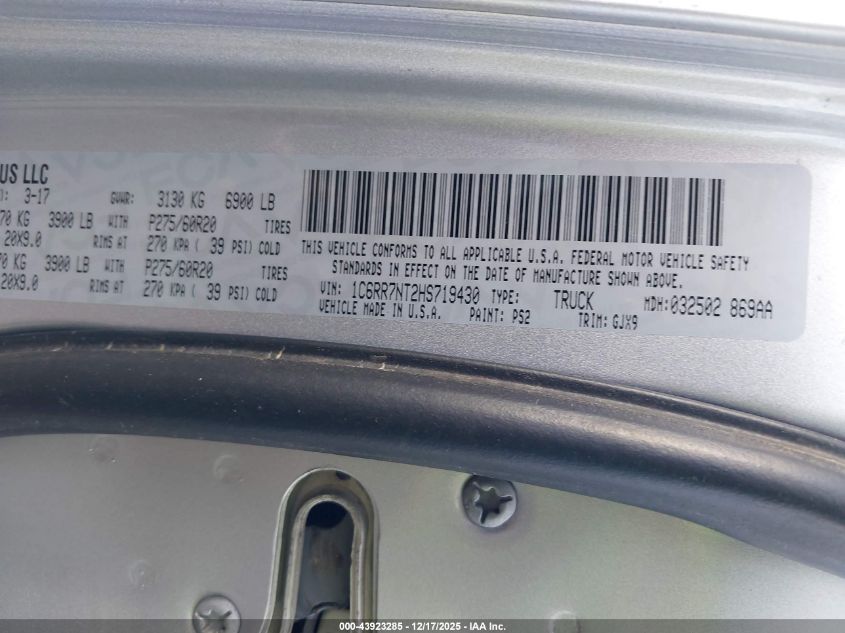 US LLC
): 3-17 GVWR: 3130 KG 6900 LB
70 KG 3900 LB WITH P275/60R20 TIRES
20X9.0 RIMS AT 270 KPA ( 39 PSI) COLD
70 KG 3900 LB WITH P275/60R20 TIRES
20X9.0 RIMS AT 270 KPA ( 39 PSI) COLD
THIS VEHICLE CONFORMS TO ALL APPLICABLE U.S.A. FEDERAL MOTOR VEHICLE SAFETY
STANDARDS IN EFFECT ON THE DATE OF MANUFACTURE SHOWN ABOVE.
VIN: 1C6RR7NT2HS719430 TYPE: TRUCK MDH: 032502 869AA
VEHICLE MADE IN U.S.A. PAINT: PS2 TRIM: GJX9
000-43923285 - 12/17/2025 - IAA Inc.